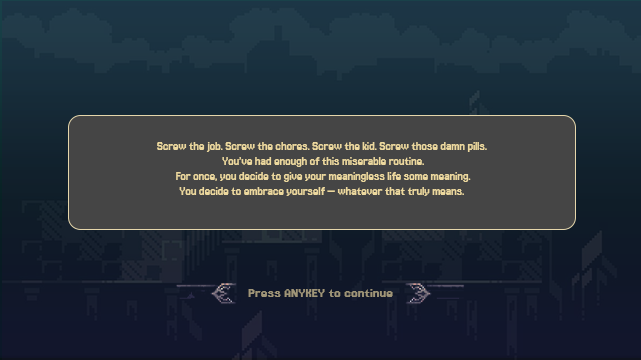 Screw the job. Screw the chores. Screw the kid. Screw those damn pills.
You've had enough of this miserable routine.
For once, you decide to give your meaningless life some meaning.
You decide to embrace yourself — whatever that truly means.
Press ANYKEY to continue